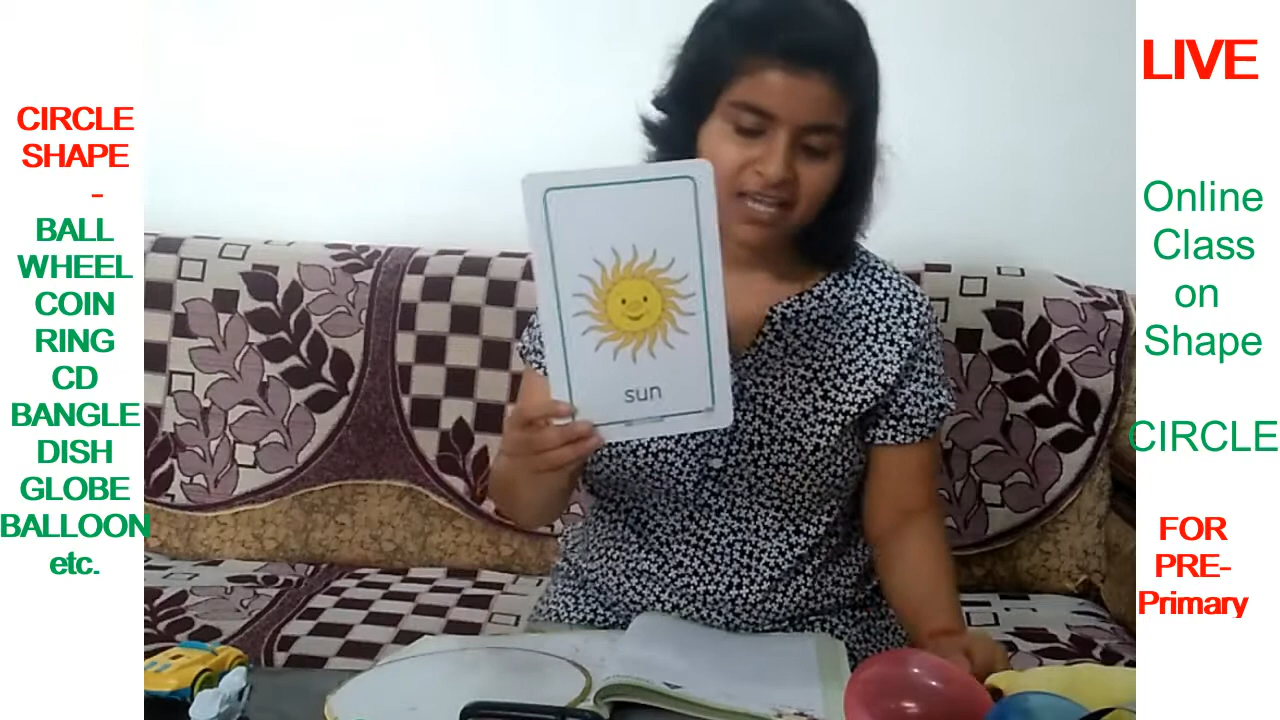 CIRCLE
SHAPE
-
BALL
WHEEL
COIN
RING
CD
BANGLE
DISH
GLOBE
BALLOON
etc.
sun
LIVE
Online
Class
on
Shape
CIRCLE
FOR
PRE-
Primary